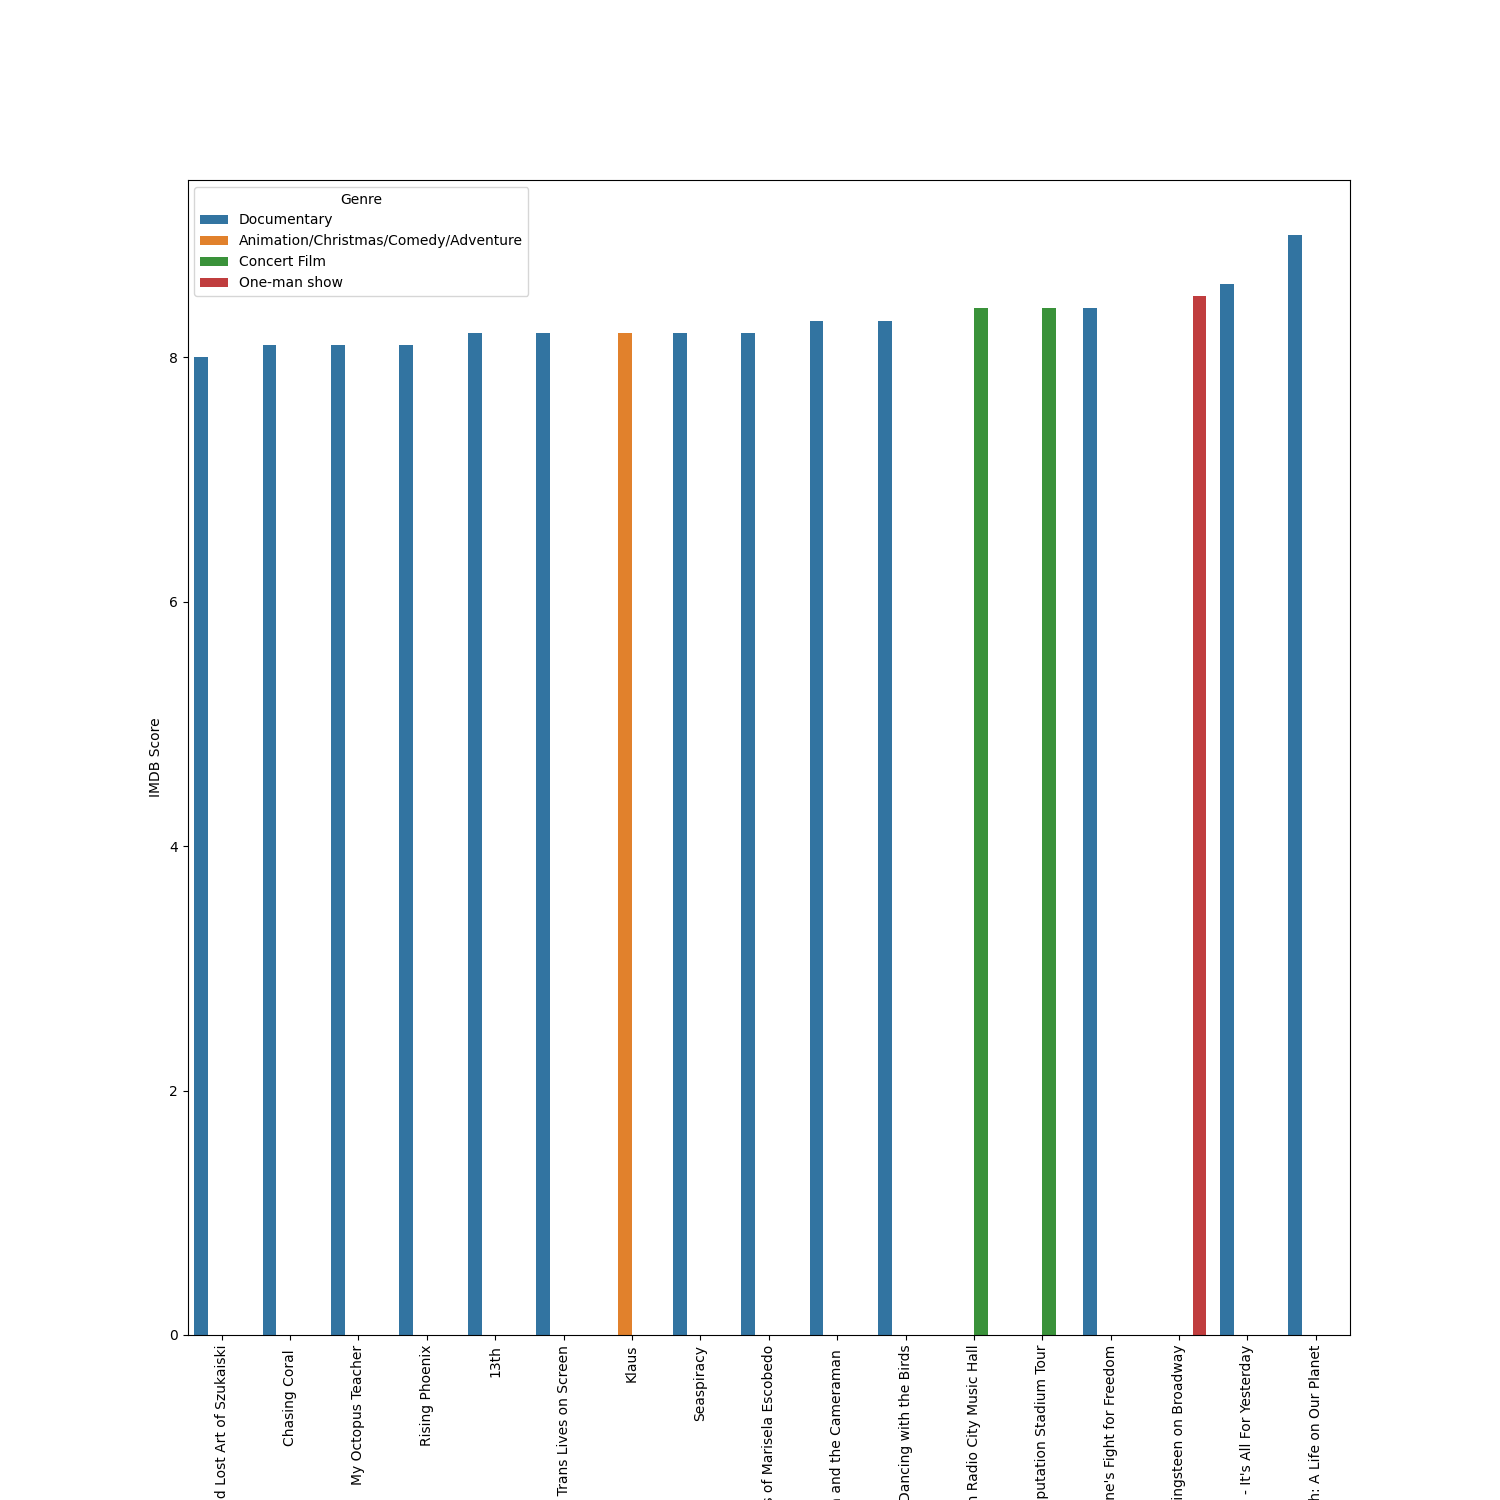 Genre
Documentary
Animation/Christmas/Comedy/Adventure
Concert Film
One-man show
IMDB Score
8
6
4
2
0
Lost Art of Szukaiski
Chasing Coral
My Octopus Teacher
Rising Phoenix
13th
Trans Lives on Screen
Klaus
Seaspiracy
of Marisela Escobedo
and the Cameraman
Dancing with the Birds
Radio City Music Hall
putation Stadium Tour
ne's Fight for Freedom
ingsteen on Broadway
- It's All For Yesterday
h: A Life on Our Planet